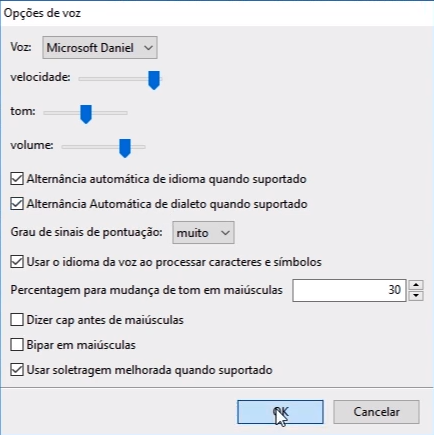 Opções de voz
Voz: Microsoft Daniel
velocidade:
tom:
volume:
Alternância automática de idioma quando suportado
Alternância Automática de dialeto quando suportado
Grau de sinais de pontuação: muito
Usar o idioma da voz ao processar caracteres e símbolos
Percentagem para mudança de tom em maiúsculas 30
Dizer cap antes de maiúsculas
Bipar em maiúsculas
Usar soletragem melhorada quando suportado
OK Cancelar